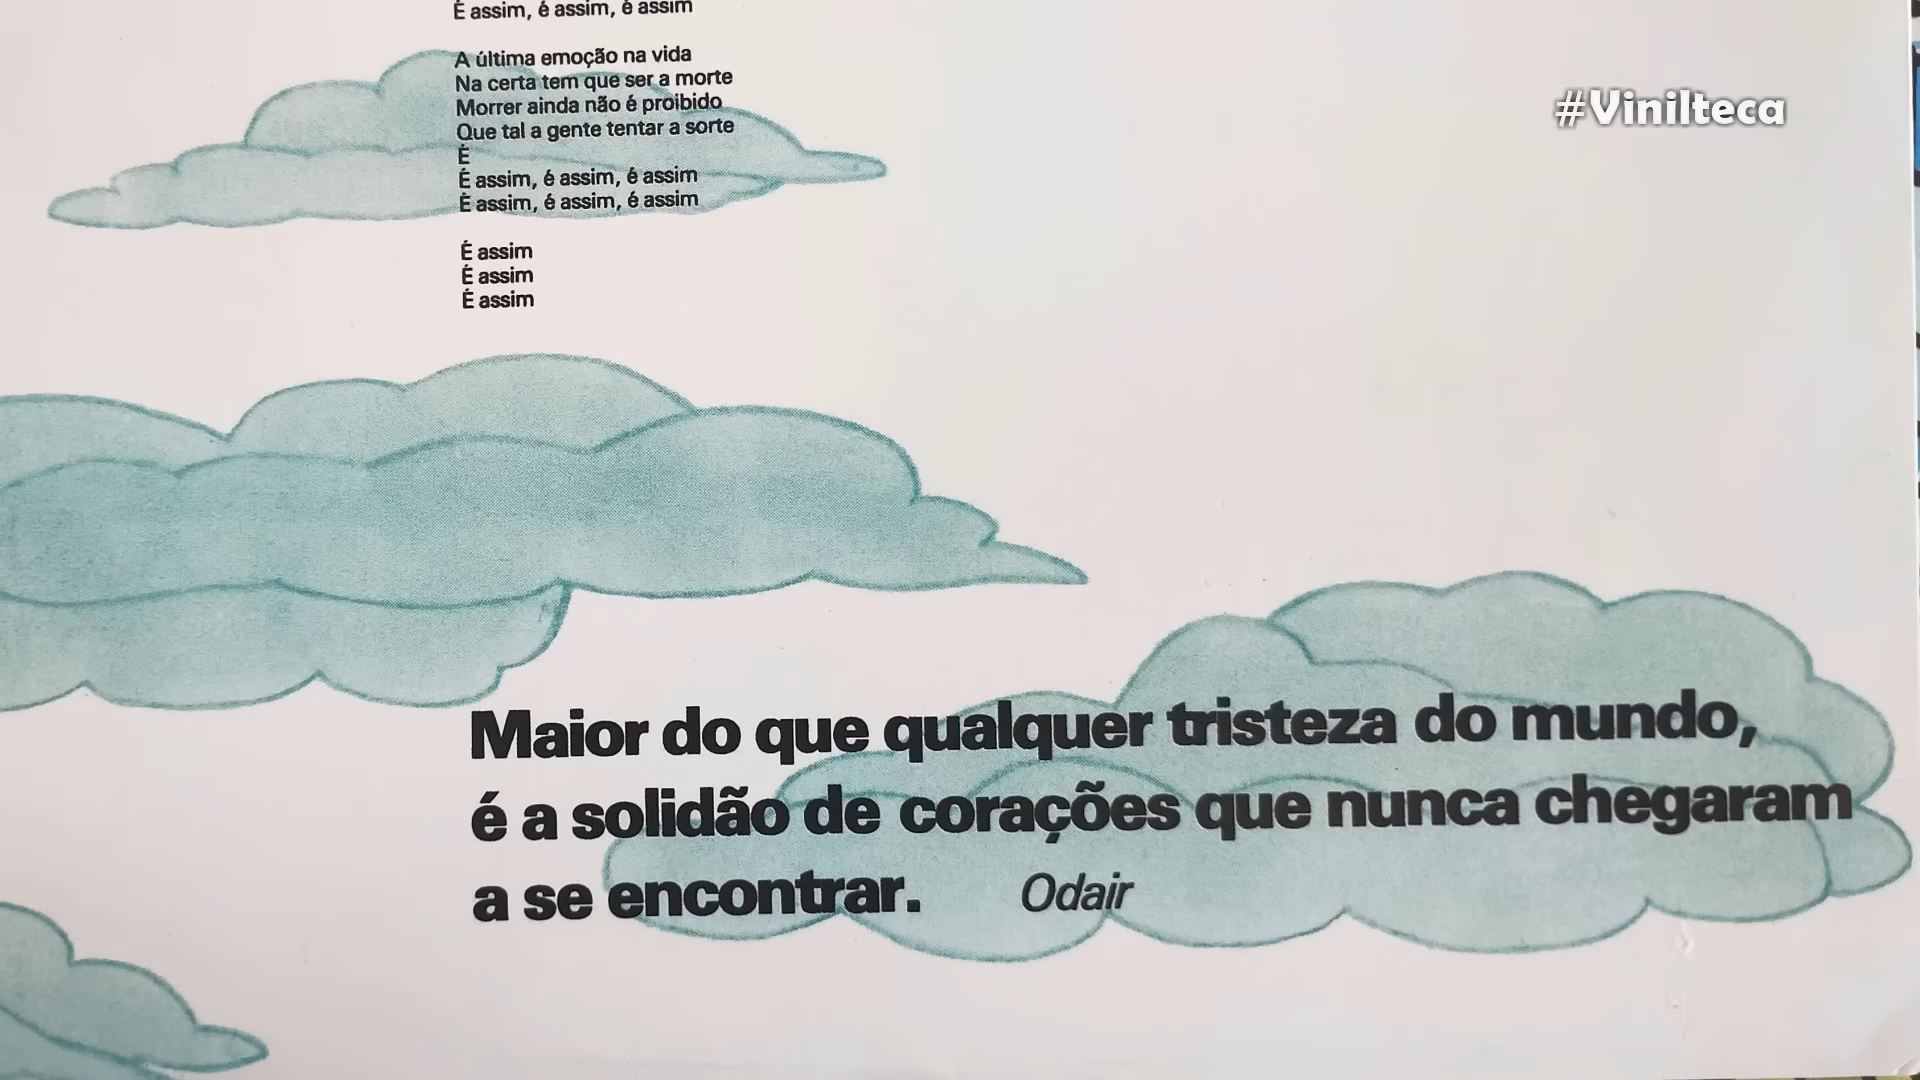 É assim, é assim, é assim
A última emoção na vida
Na certa tem que ser a morte
Morrer ainda não é proibido
Que tal a gente tentar a sorte
É
É assim, é assim, é assim
É assim, é assim, é assim
É assim
É assim
É assim
#Vinilteca
Maior do que qualquer tristeza do mundo,
é a solidão de corações que nunca chegaram
a se encontrar. Odair